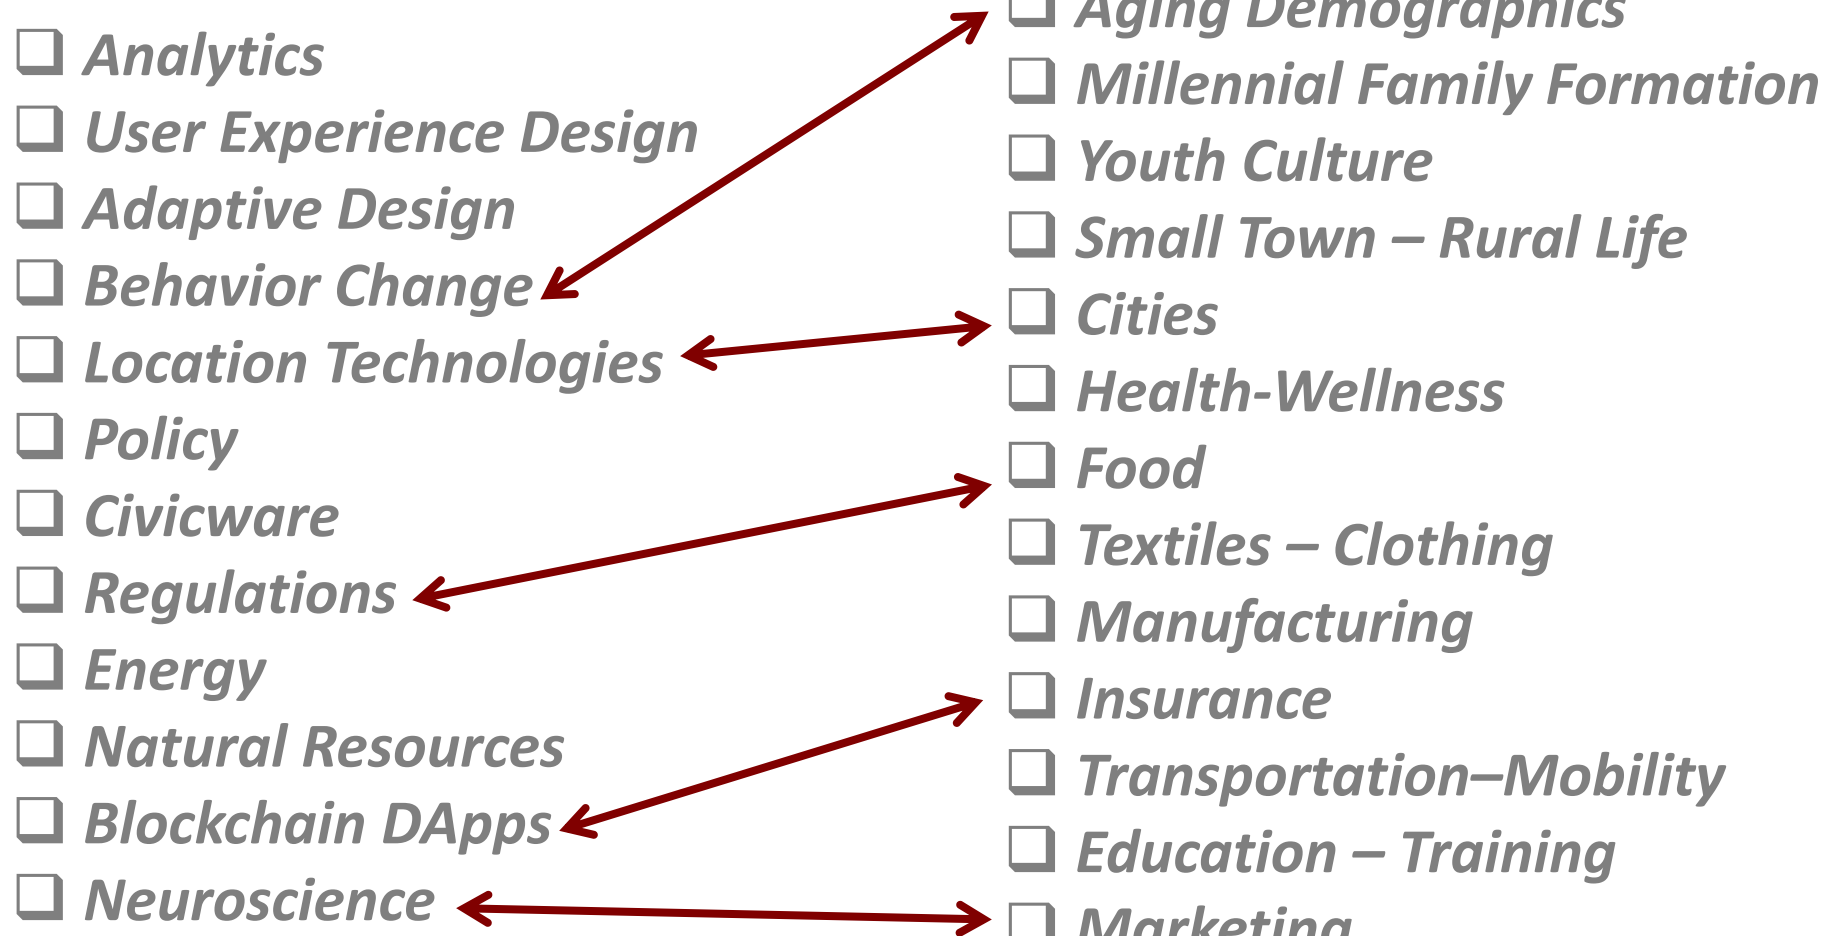 ❑ Analytics
❑ User Experience Design
❑ Adaptive Design
❑ Behavior Change
❑ Location Technologies
❑ Policy
❑ Civicware
❑ Regulations
❑ Energy
❑ Natural Resources
❑ Blockchain DApps
❑ Neuroscience
❑ Aging Demographics
❑ Millennial Family Formation
❑ Youth Culture
❑ Small Town – Rural Life
❑ Cities
❑ Health-Wellness
❑ Food
❑ Textiles – Clothing
❑ Manufacturing
❑ Insurance
❑ Transportation–Mobility
❑ Education – Training
❑ Marketing